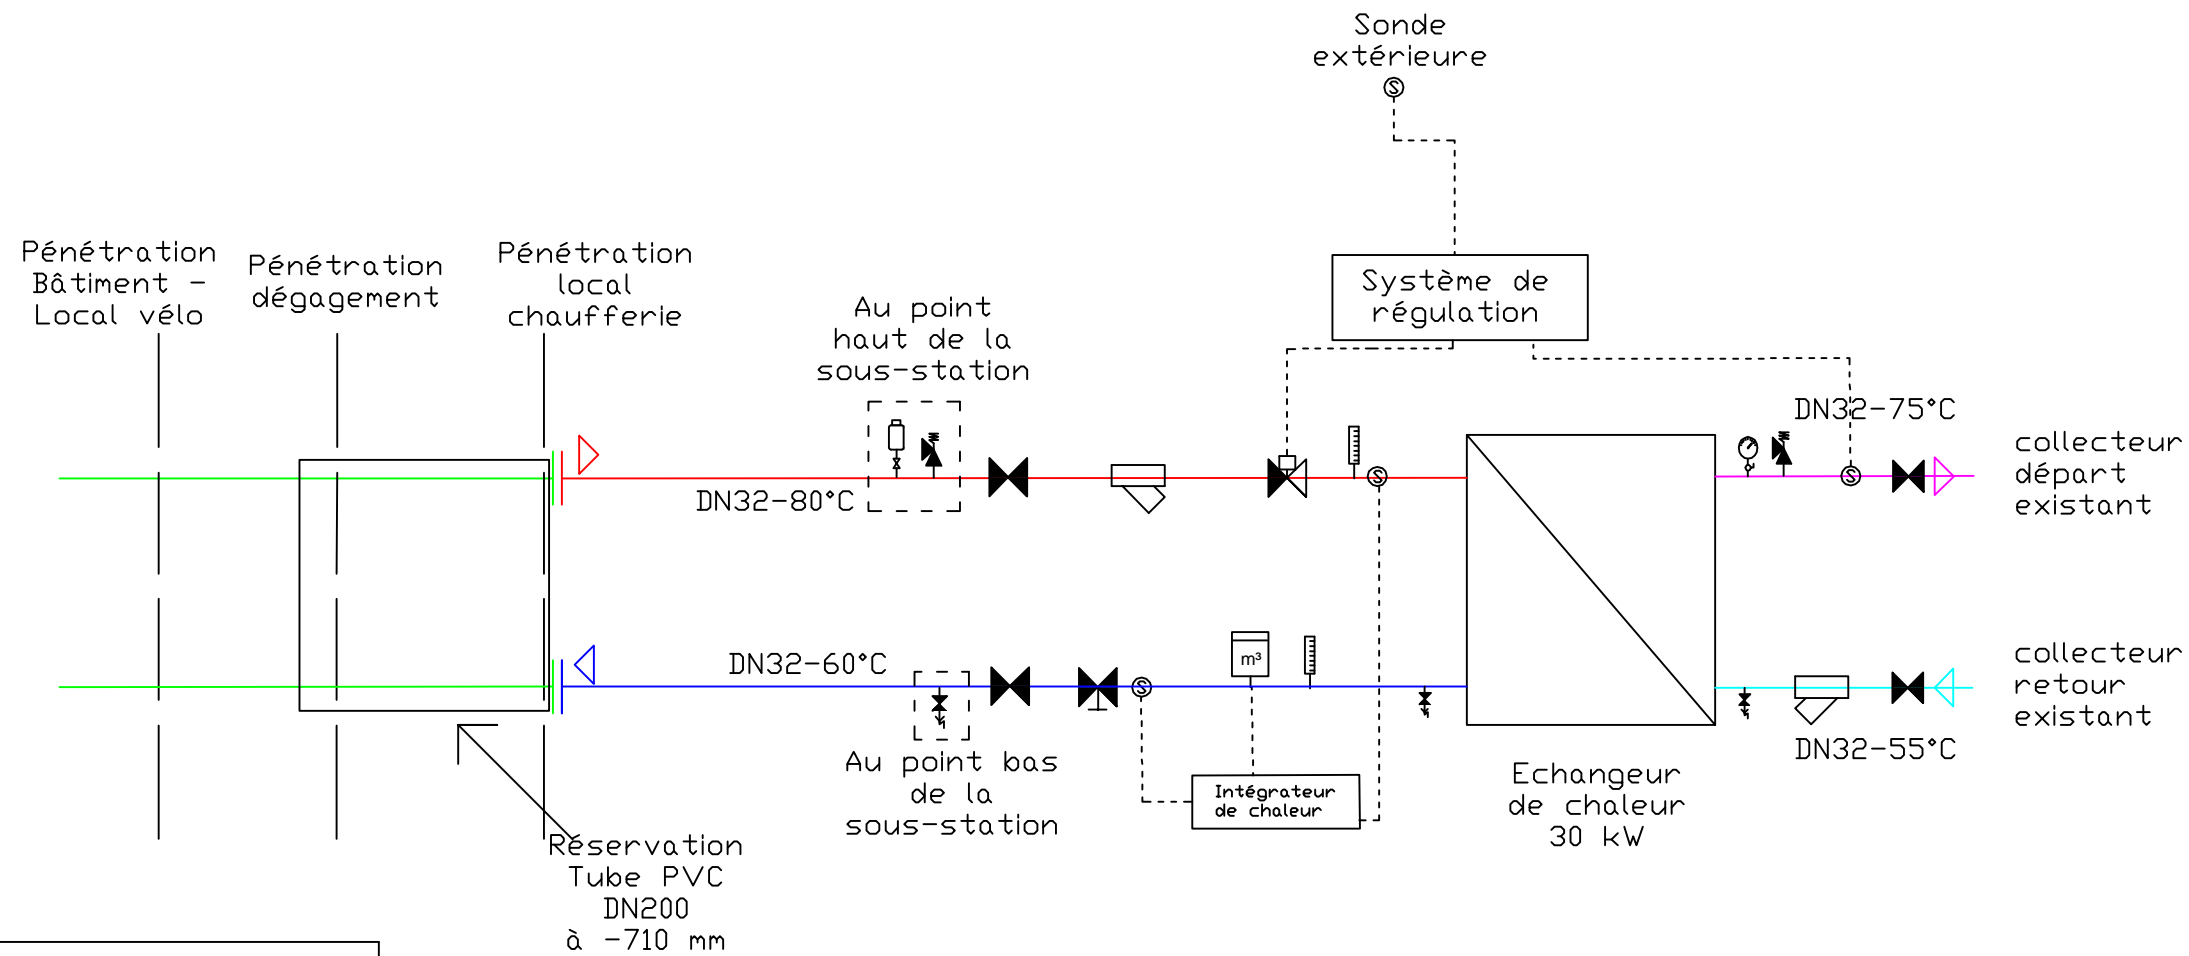 Sonde
extérieure
Pénétration
Bâtiment -
Local vélo
Pénétration
dégagement
Pénétration
local
chaufferie
Au point
haut de la
sous-station
Système de
régulation
DN32-75°C
collecteur
départ
existant
DN32-80°C
DN32-60°C
m³
collecteur
retour
existant
DN32-55°C
Au point bas
de la
sous-station
Intégrateur
de chaleur
Echangeur
de chaleur
30 kW
Réservation
Tube PVC
DN200
à -710 mm
S
S
S
S